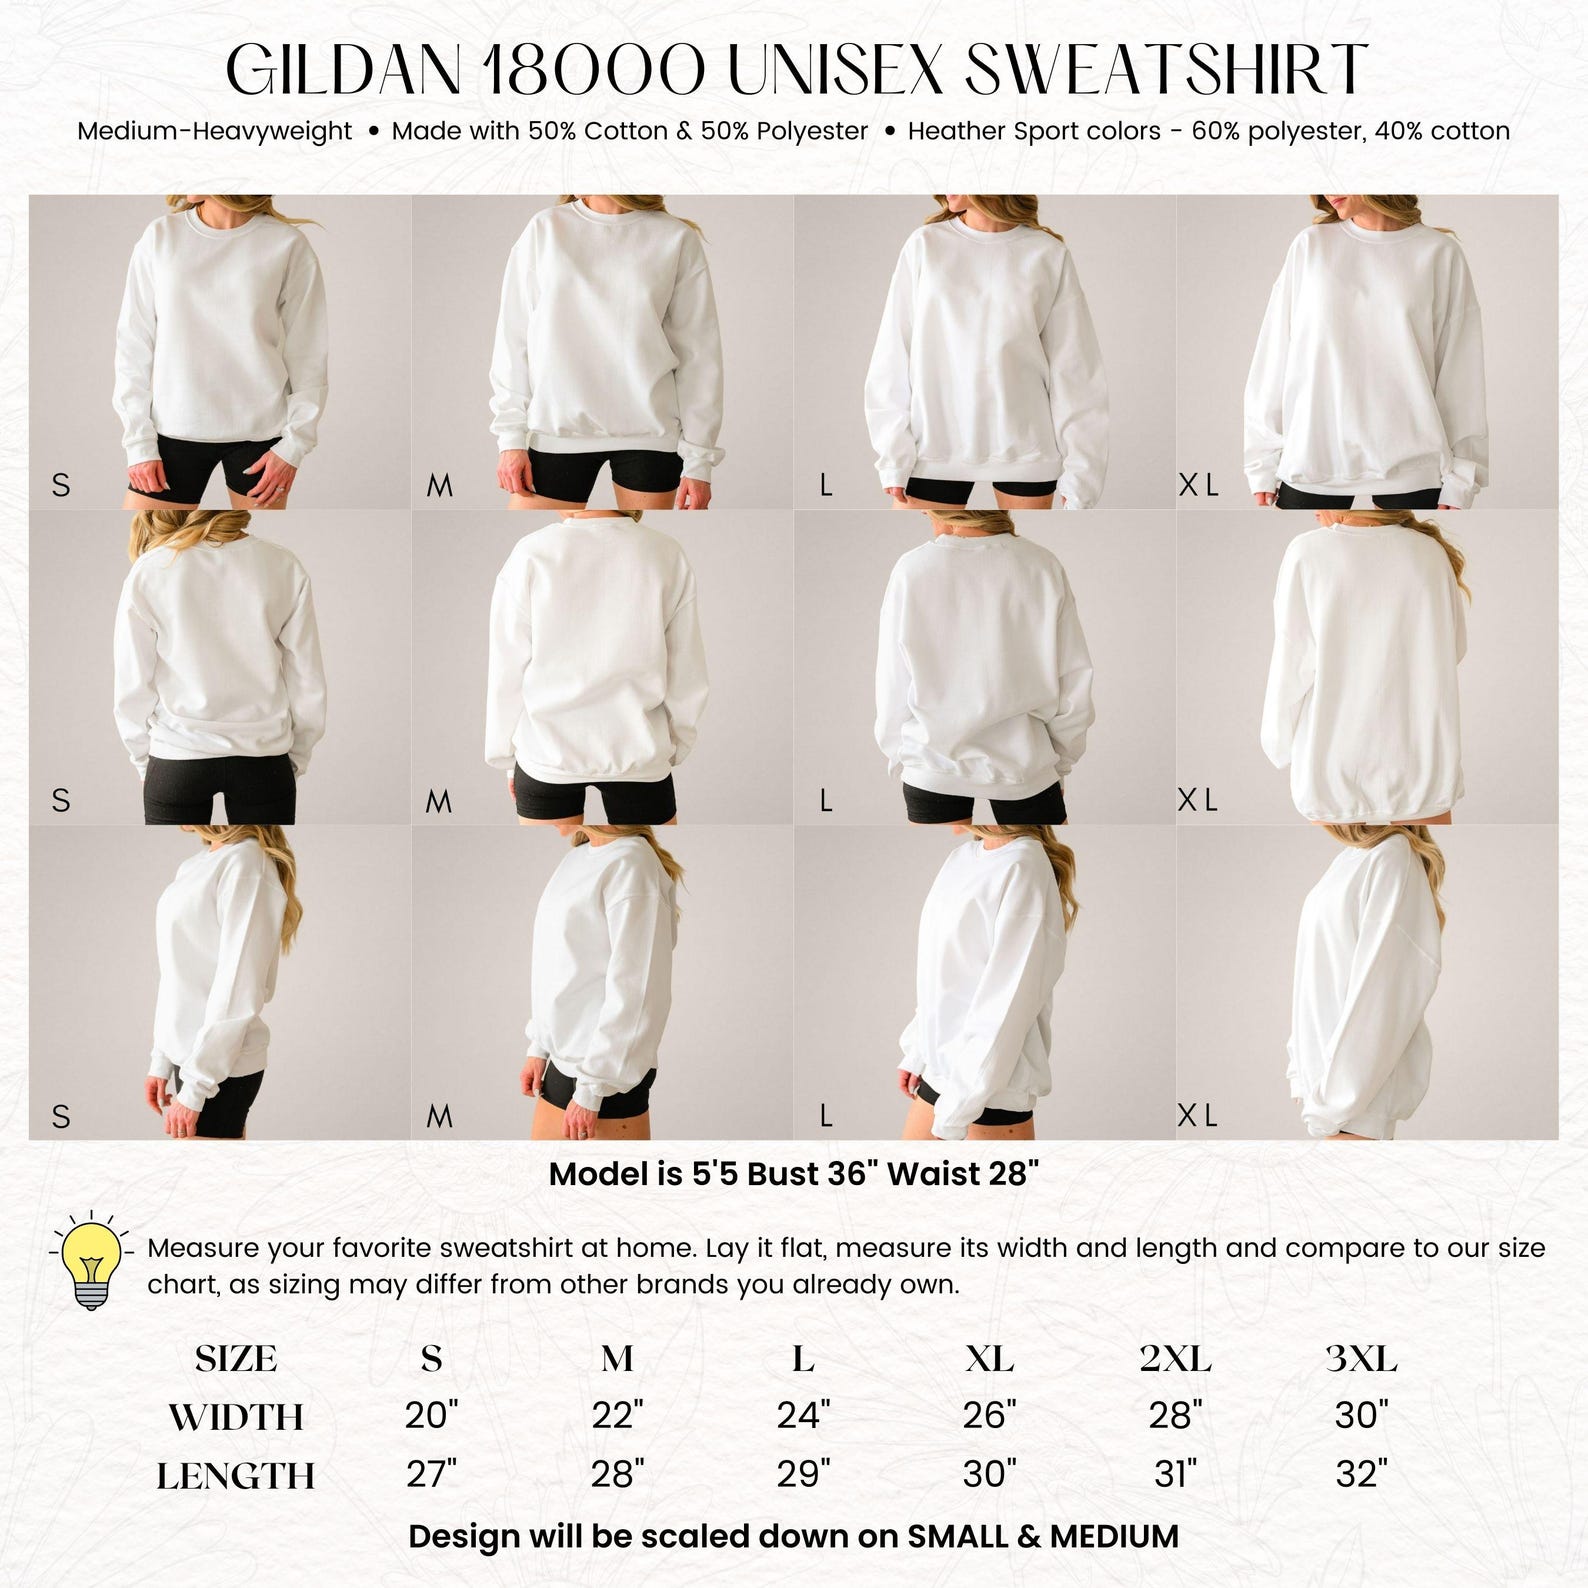 GILDAN 18000 UNISEX SWEATSHIRT
Medium-Heavyweight • Made with 50% Cotton & 50% Polyester • Heather Sport colors - 60% polyester, 40% cotton
S M L XL
S M L XL
S M L XL
Model is 5'5 Bust 36" Waist 28"
Measure your favorite sweatshirt at home. Lay it flat, measure its width and length and compare to our size
chart, as sizing may differ from other brands you already own.
SIZE S M L XL 2XL 3XL
WIDTH 20" 22" 24" 26" 28" 30"
LENGTH 27" 28" 29" 30" 31" 32"
Design will be scaled down on SMALL & MEDIUM